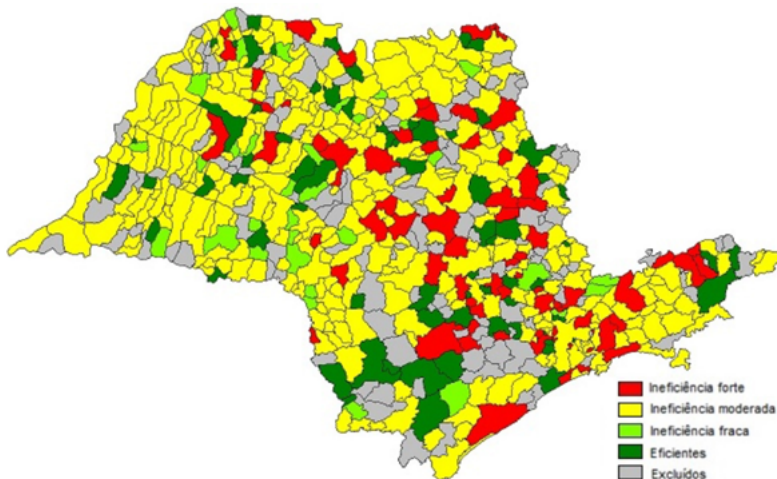 Ineficiência forte
Ineficiência moderada
Ineficiência fraca
Eficientes
Excluídos